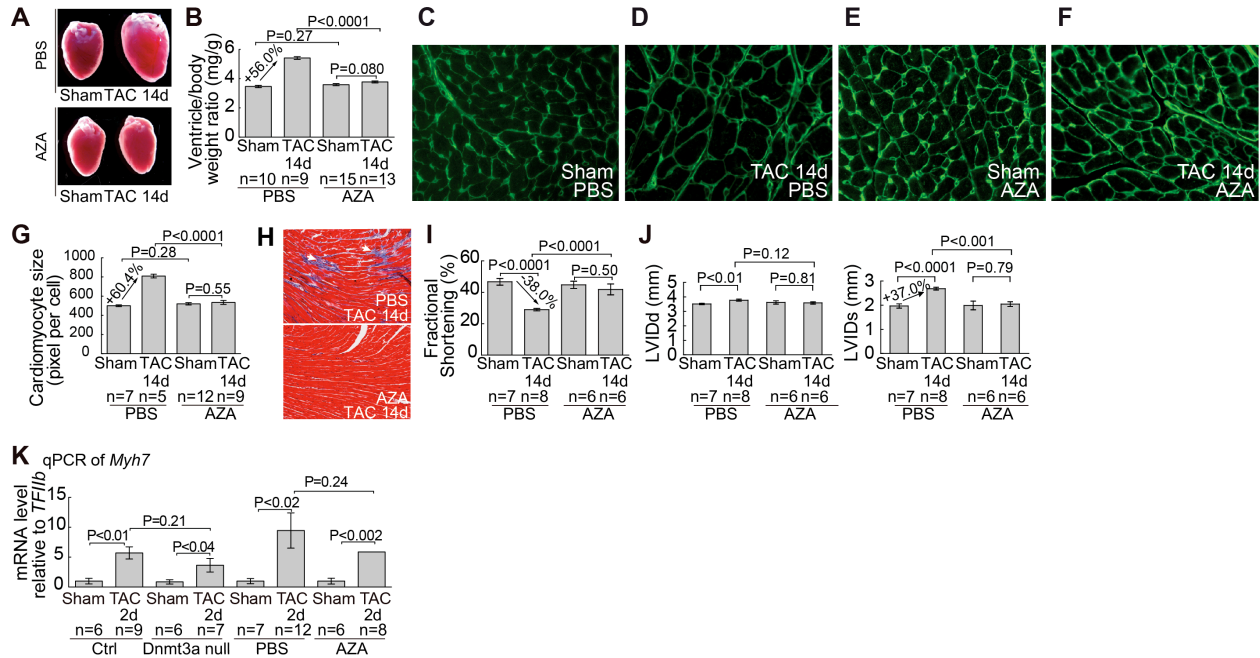 A
PBS
Sham TAC 14d
AZA
Sham TAC 14d
B
Ventricle/body
weight ratio (mg/g)
6
4
2
0
P<0.0001
P=0.27
+56.0%
P=0.080
Sham TAC Sham TAC
14d 14d
n=10 n=9 n=15 n=13
PBS AZA
C
Sham
PBS
D
TAC 14d
PBS
E
Sham
AZA
F
TAC 14d
AZA
G
Cardiomyocyte size
(pixel per cell)
1000
800
600
400
200
0
P<0.0001
P=0.28
+60.4%
P=0.55
Sham TAC Sham TAC
14d 14d
n=7 n=5 n=12 n=9
PBS AZA
H
PBS
TAC 14d
AZA
TAC 14d
I
Fractional
Shortening (%)
60
40
20
0
P<0.0001
P<0.0001
-38.0%
P=0.50
Sham TAC Sham TAC
14d 14d
n=7 n=8 n=6 n=6
PBS AZA
J
LVIDd (mm)
5
4
3
2
1
0
P=0.12
P<0.01
P=0.81
Sham TAC Sham TAC
14d 14d
n=7 n=8 n=6 n=6
PBS AZA
LVIDs (mm)
3
2
1
0
P<0.001
P<0.0001
+37.0%
P=0.79
Sham TAC Sham TAC
14d 14d
n=7 n=8 n=6 n=6
PBS AZA
K
qPCR of Myh7
mRNA level
relative to TFIIb
15
10
5
0
P=0.24
P<0.02
P=0.21
P<0.01
P<0.04
P<0.002
Sham TAC Sham TAC Sham TAC Sham TAC
2d 2d 2d 2d
n=6 n=9 n=6 n=7 n=7 n=12 n=6 n=8
Ctrl Dnmt3a null PBS AZA